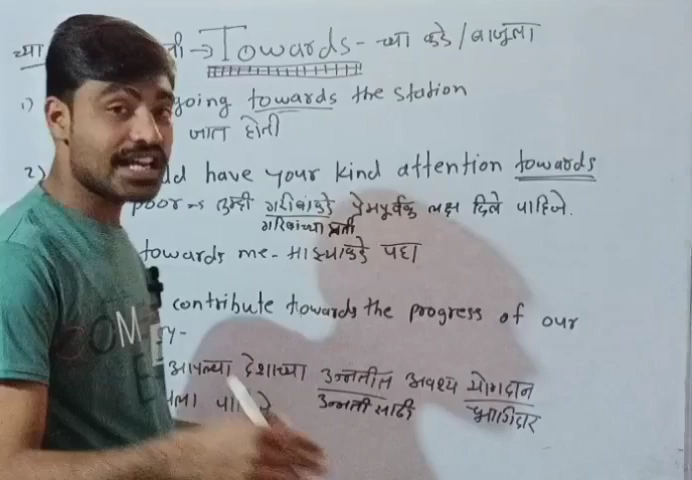 च्या ती → Towards - च्या कडे / बाजूला
1) going towards the station
जात होती
2) have your kind attention towards
poor → तुम्ही गरीबांकडे प्रेमपूर्वक लक्ष दिले पाहिजे.
गरिबांच्या प्रती
towards me - माझ्याकडे पहा
contribute towards the progress of our
आपल्या देशाच्या उन्नतीत अवश्य योगदान
उन्नती साठी भागिदार
COM